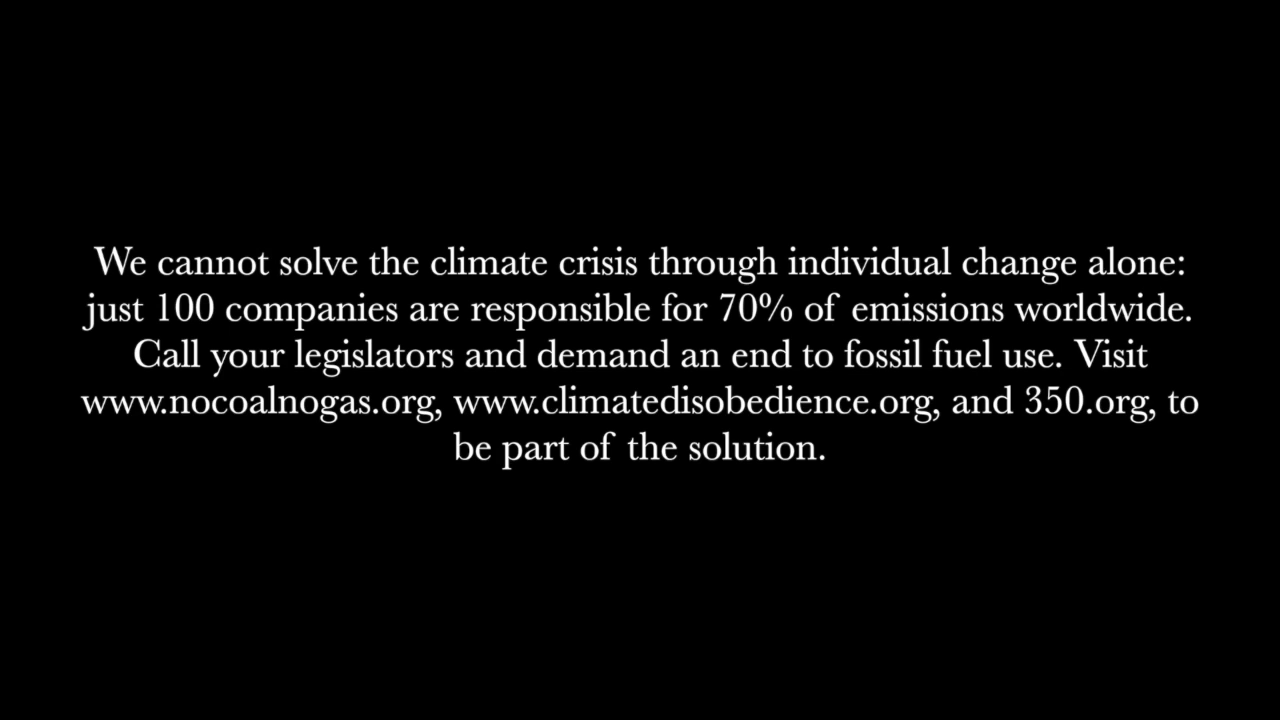 We cannot solve the climate crisis through individual change alone:
just 100 companies are responsible for 70% of emissions worldwide.
Call your legislators and demand an end to fossil fuel use. Visit
www.nocoalnogas.org, www.climatedisobedience.org, and 350.org, to
be part of the solution.